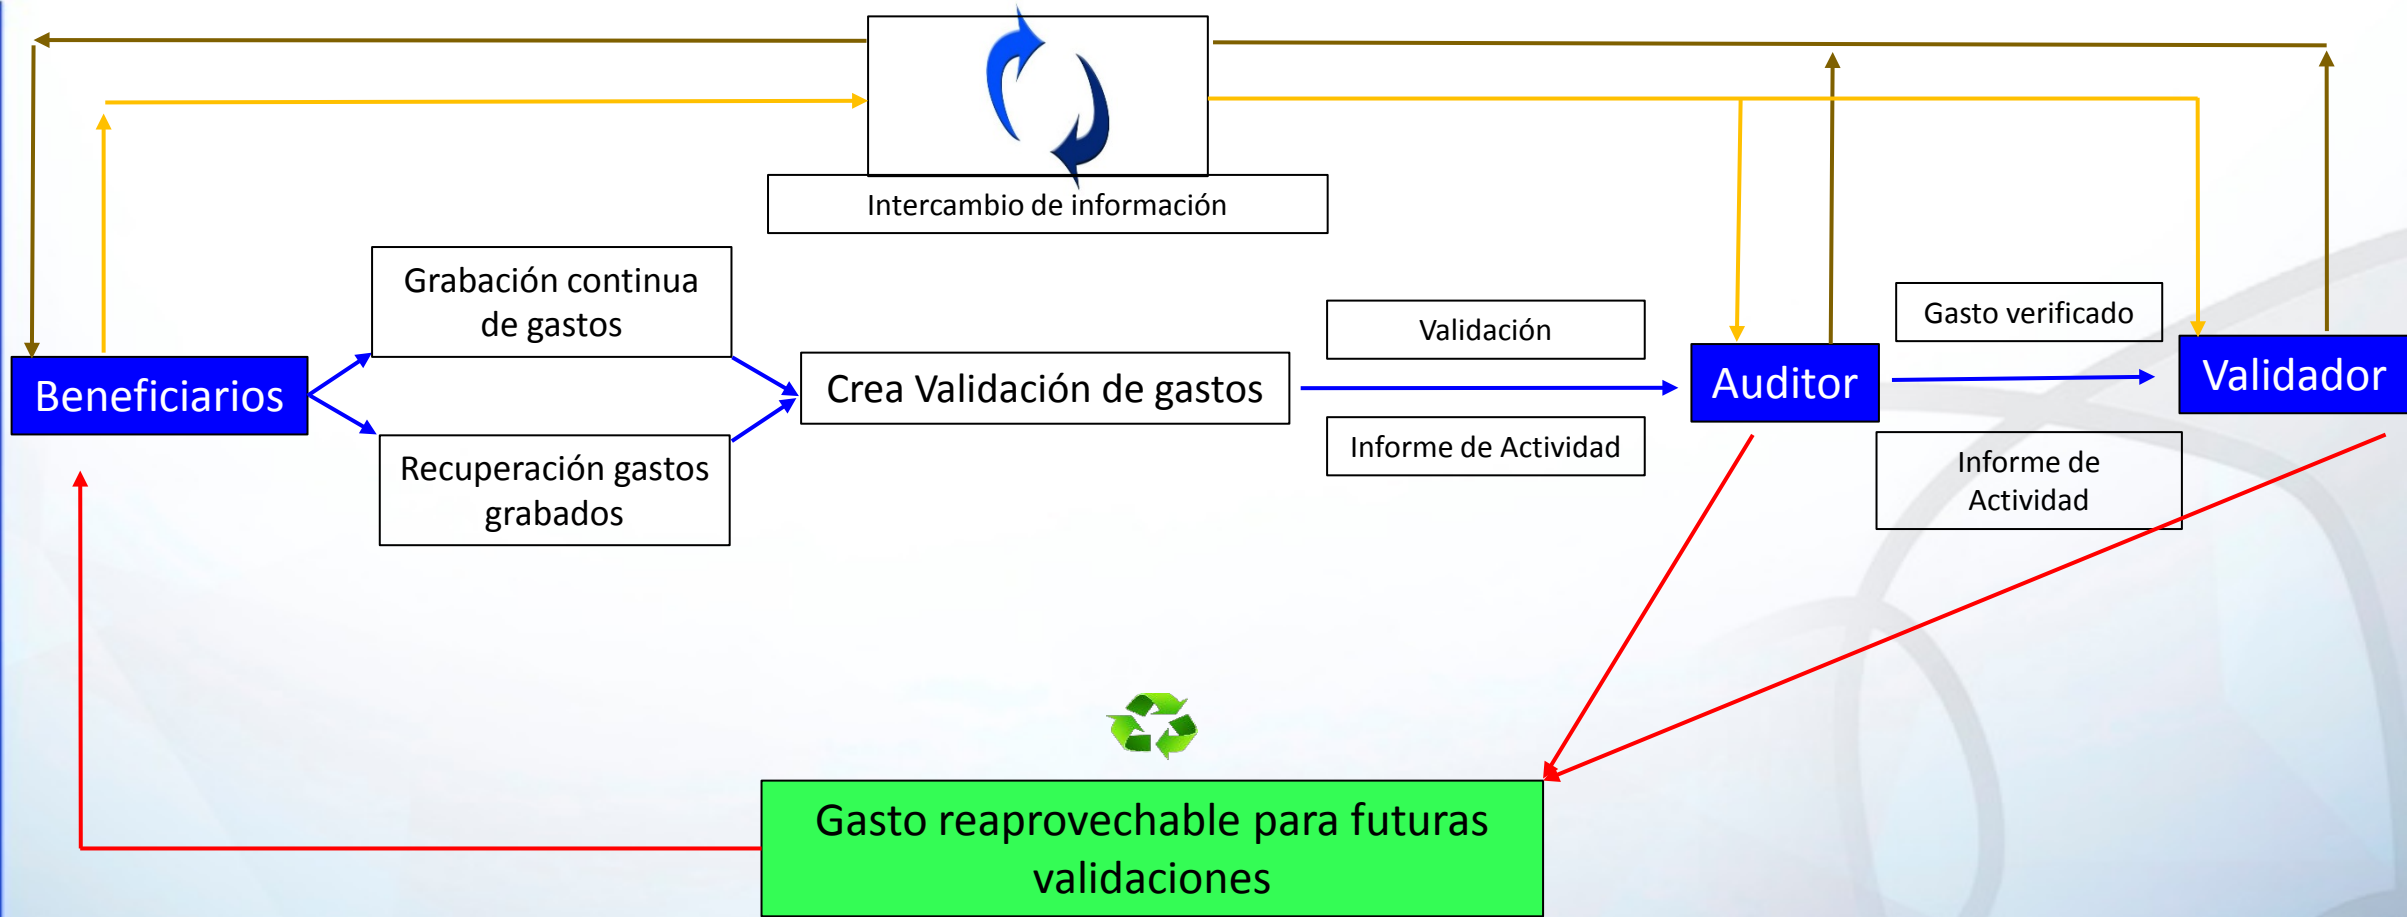 Intercambio de información
Grabación continua
de gastos
Gasto verificado
Validación
Beneficiarios
Crea Validación de gastos
Auditor
Validador
Recuperación gastos
grabados
Informe de Actividad
Informe de
Actividad
Gasto reaprovechable para futuras
validaciones